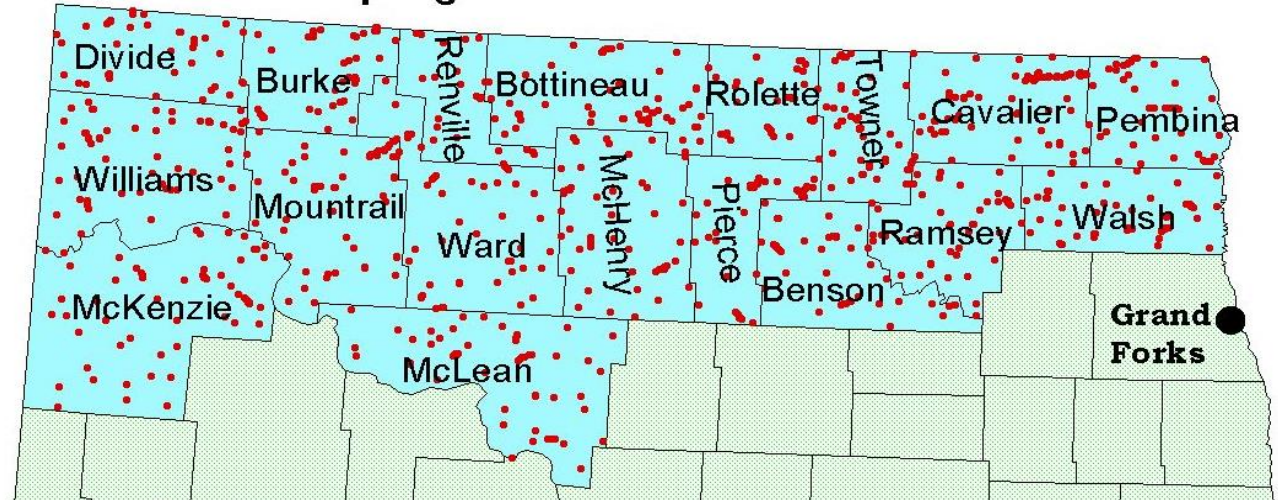 Divide
Burke
Renville
Bottineau
Rolette
Towner
Cavalier
Pembina
Williams
Mountrail
Ward
McHenry
Pierce
Benson
Ramsey
Walsh
McKenzie
McLean
Grand
Forks